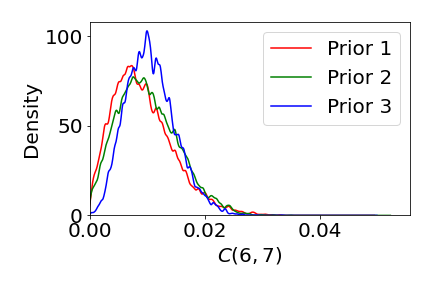 100
50
0
Density
0.00
0.02
0.04
C(6, 7)
Prior 1
Prior 2
Prior 3